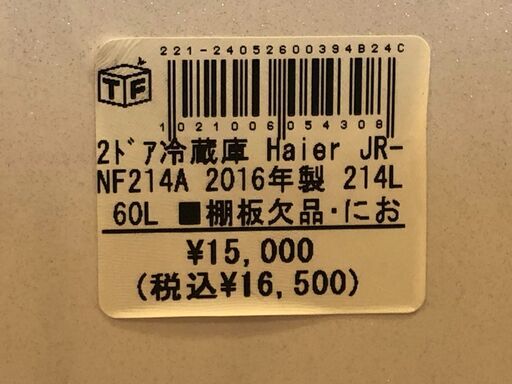 221-24052600394B24C
TF
1021006054308
2ﾄﾞｱ冷蔵庫 Haier JR-
NF214A 2016年製 214L
60L ■棚板欠品･にお
¥15,000
(税込¥16,500)